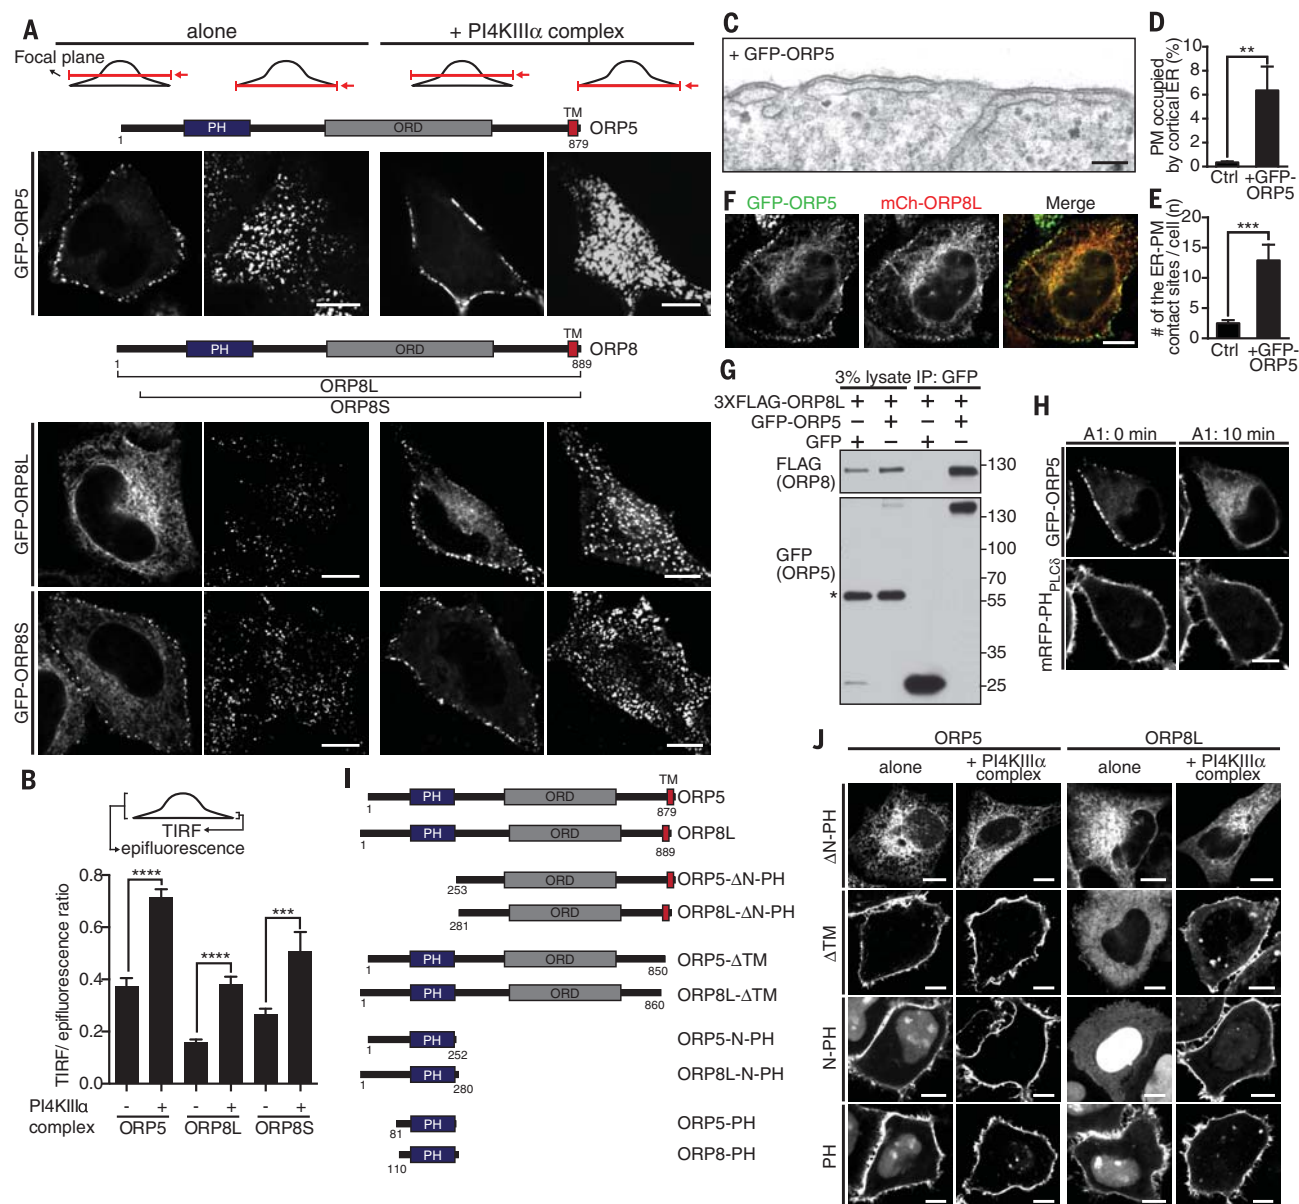 A
alone
+ PI4KIIIα complex
Focal plane
TM
PH
ORD
ORP5
1
879
GFP-ORP5
TM
PH
ORD
ORP8
1
889
ORP8L
ORP8S
GFP-ORP8L
GFP-ORP8S
B
TIRF
epifluorescence
TIRF/ epifluorescence ratio
0.8
0.6
0.4
0.2
0.0
****
****
***
PI4KIIIα complex
- + - + - +
ORP5 ORP8L ORP8S
C
+ GFP-ORP5
D
PM occupied
by cortical ER (%)
10
8
6
4
2
0
**
Ctrl +GFP-
ORP5
E
# of the ER-PM
contact sites / cell (n)
20
15
10
5
0
***
Ctrl +GFP-
ORP5
F
GFP-ORP5 mCh-ORP8L Merge
G
3% lysate IP: GFP
3XFLAG-ORP8L + + + +
GFP-ORP5 - + - +
GFP + - + -
FLAG
(ORP8)
-130
GFP
(ORP5)
*
-130
-100
-70
-55
-35
-25
H
A1: 0 min A1: 10 min
GFP-ORP5
mRFP-PHPLCδ
I
TM
1 PH ORD 879 ORP5
1 PH ORD 889 ORP8L
253 ORD ORP5-ΔN-PH
281 ORD ORP8L-ΔN-PH
1 PH ORD 850 ORP5-ΔTM
1 PH ORD 860 ORP8L-ΔTM
1 PH 252 ORP5-N-PH
1 PH 280 ORP8L-N-PH
81 PH ORP5-PH
110 PH ORP8-PH
J
ORP5 ORP8L
alone + PI4KIIIα complex alone + PI4KIIIα complex
ΔN-PH
ΔTM
N-PH
PH